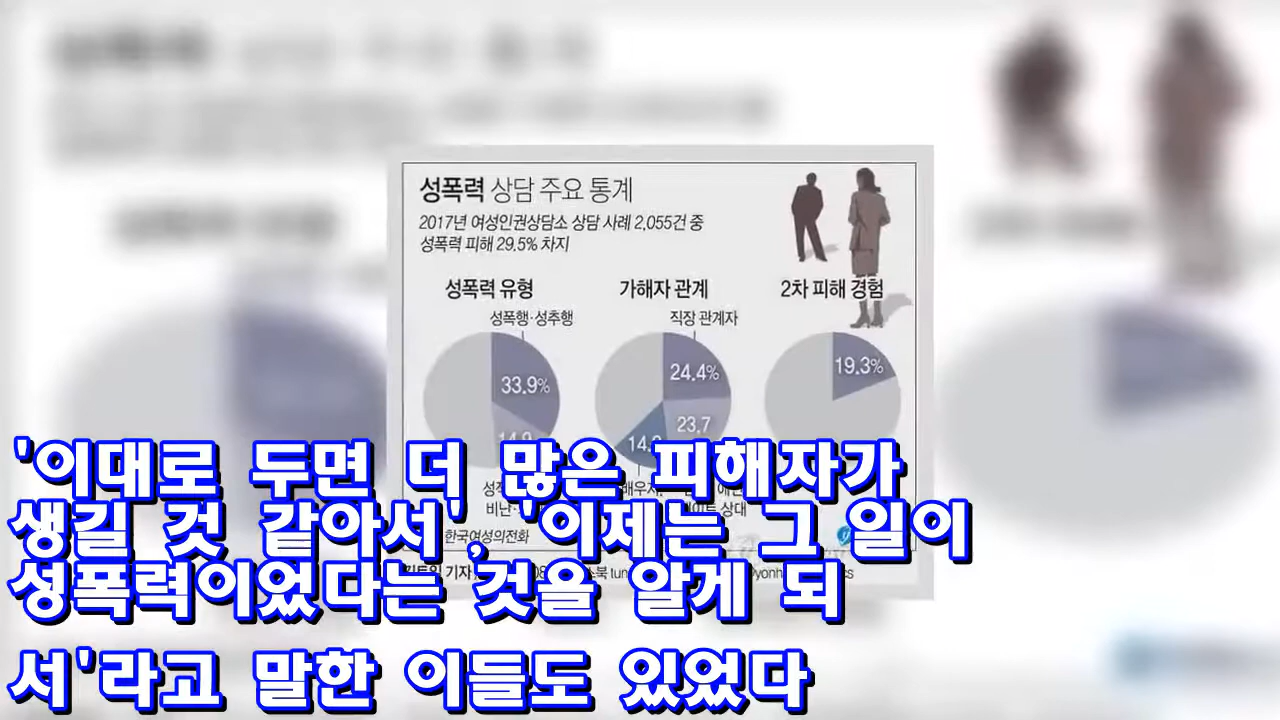 성폭력 상담 주요 통계
2017년 여성인권상담소 상담 사례 2,055건 중
성폭력 피해 29.5% 차지
성폭력 유형
가해자 관계
2차 피해 경험
성폭행·성추행
직장 관계자
33.9%
24.4%
19.3%
23.7
한국여성의전화
'이대로 두면 더 많은 피해자가
생길 것 같아서', '이제는 그 일이
성폭력이었다는 것을 알게 되
서'라고 말한 이들도 있었다